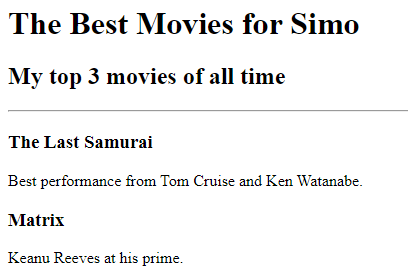 The Best Movies for Simo
My top 3 movies of all time
The Last Samurai
Best performance from Tom Cruise and Ken Watanabe.
Matrix
Keanu Reeves at his prime.